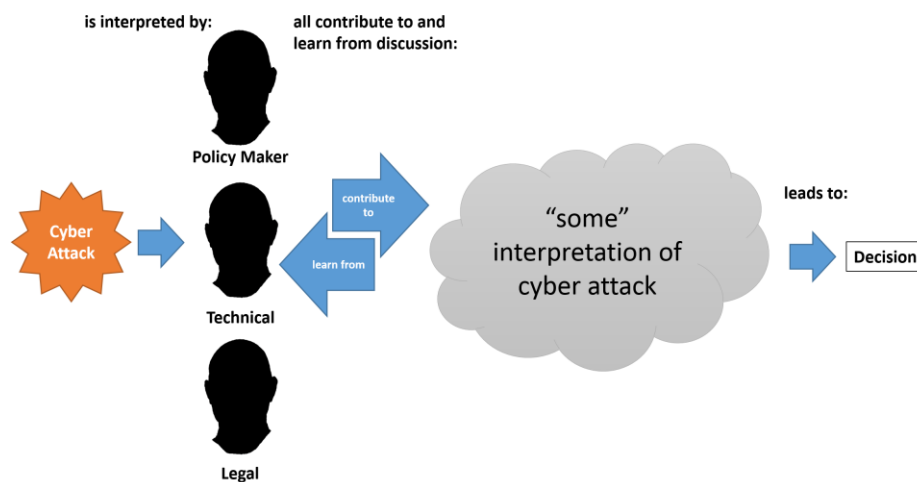 is interpreted by:
all contribute to and
learn from discussion:
Policy Maker
Cyber
Attack
Technical
Legal
contribute
to
learn from
“some”
interpretation of
cyber attack
leads to:
Decision